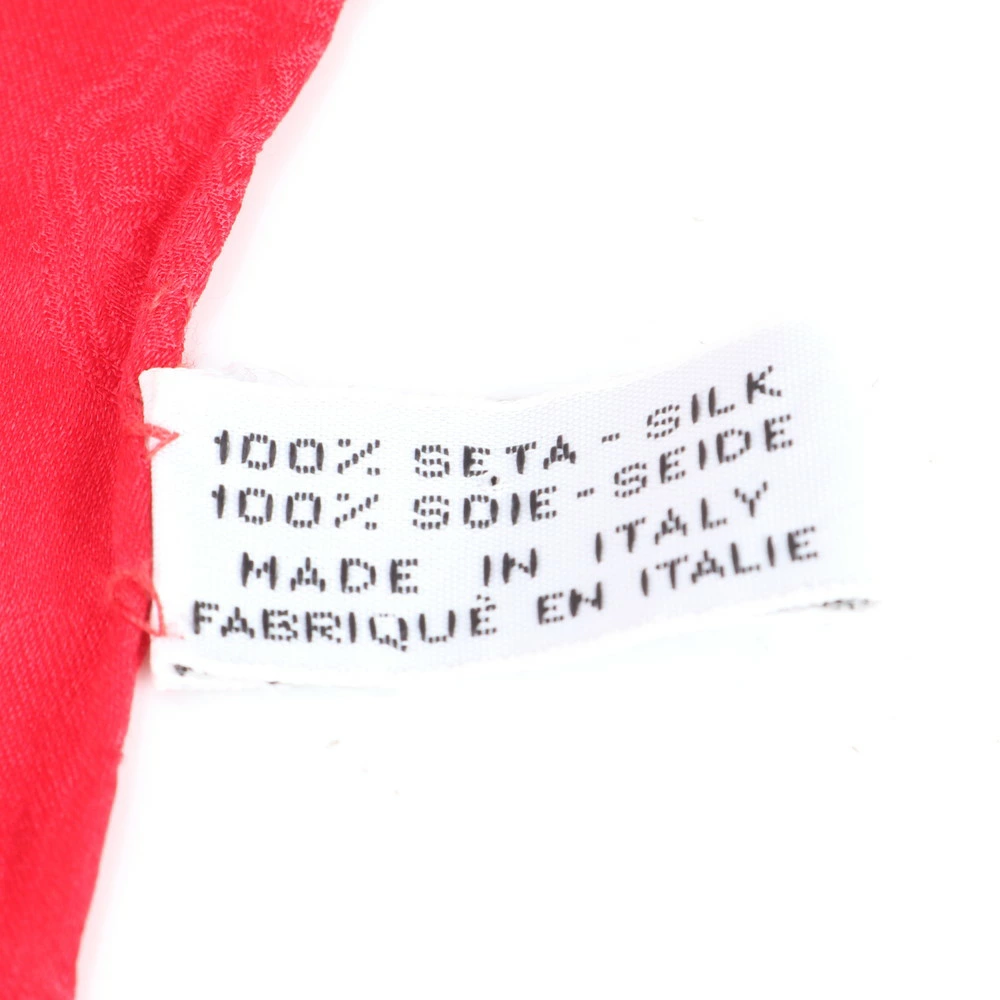 100% SETA - SILK
100% SOIE - SEIDE
MADE IN ITALY
FABRIQUÉ EN ITALIE